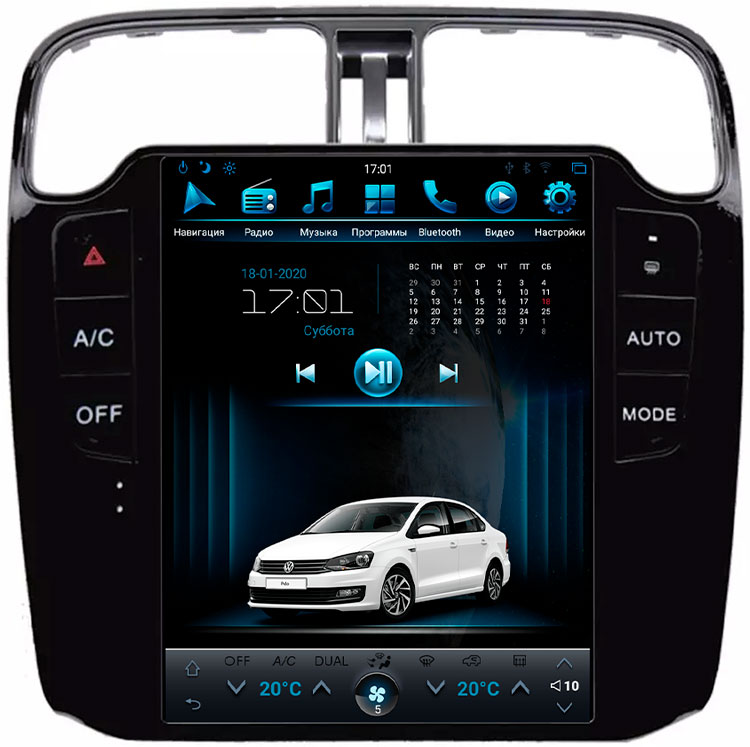 17:01
Навигация Радио Музыка Программы Bluetooth Видео Настройки
18-01-2020
17:01
Суббота
ВС ПН ВТ СР ЧТ ПТ СБ
29 30 31 1 2 3 4
5 6 7 8 9 10 11
12 13 14 15 16 17 18
19 20 21 22 23 24 25
26 27 28 29 30 31 1
2 3 4 5 6 7 8
A/C
OFF
AUTO
MODE
Polo
OFF A/C DUAL
20°C 20°C 10
5